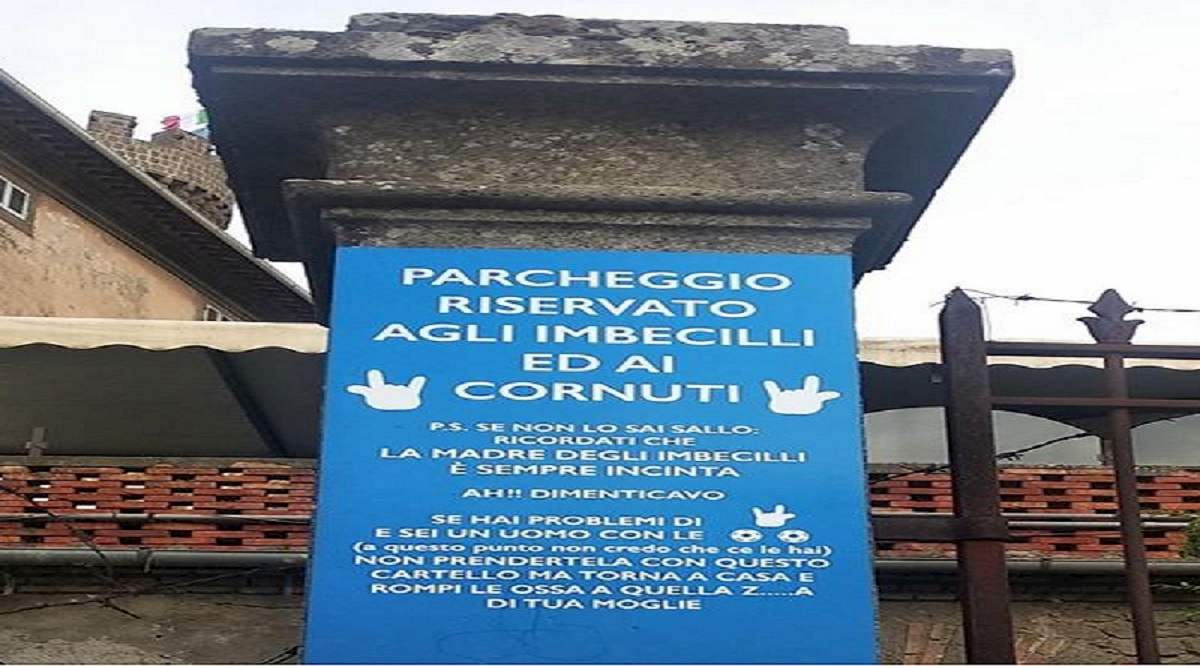 PARCHEGGIO
RISERVATO
AGLI IMBECILLI
ED AI
CORNUTI
P.S. SE NON LO SAI SALLO:
RICORDATI CHE
LA MADRE DEGLI IMBECILLI
È SEMPRE INCINTA
AH!! DIMENTICAVO
SE HAI PROBLEMI DI
E SEI UN UOMO CON LE
(a questo punto non credo che ce le hai)
NON PRENDERTELA CON QUESTO
CARTELLO MA TORNA A CASA E
ROMPI LE OSSA A QUELLA Z.....A
DI TUA MOGLIE